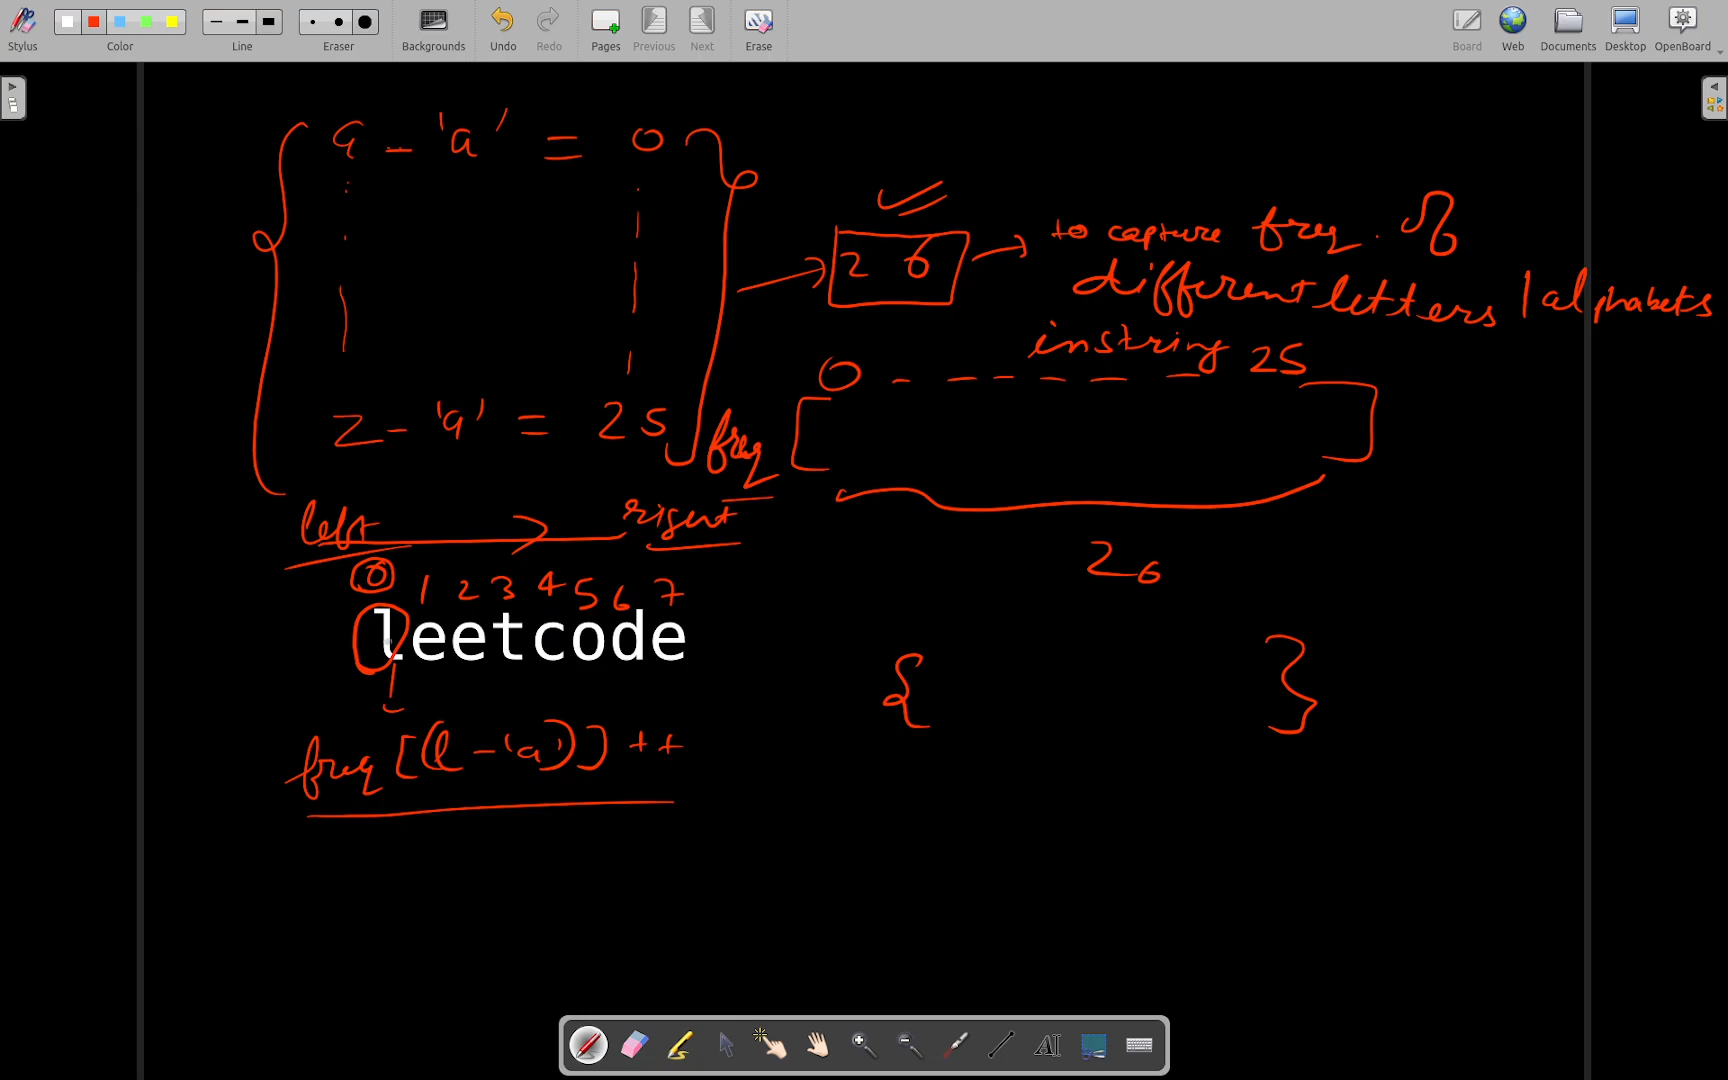 Stylus
Color
Line
Eraser
Backgrounds
Undo
Redo
Pages
Previous
Next
Erase
Board
Web
Documents
Desktop
OpenBoard
a - 'a' = 0
z - 'a' = 25
26
to capture freq. of
different letters / alphabets
in string
0 - - - - - - 25
freq
26
left
right
0 1 2 3 4 5 6 7
leetcode
freq[(l - 'a')]++
{ }
AI